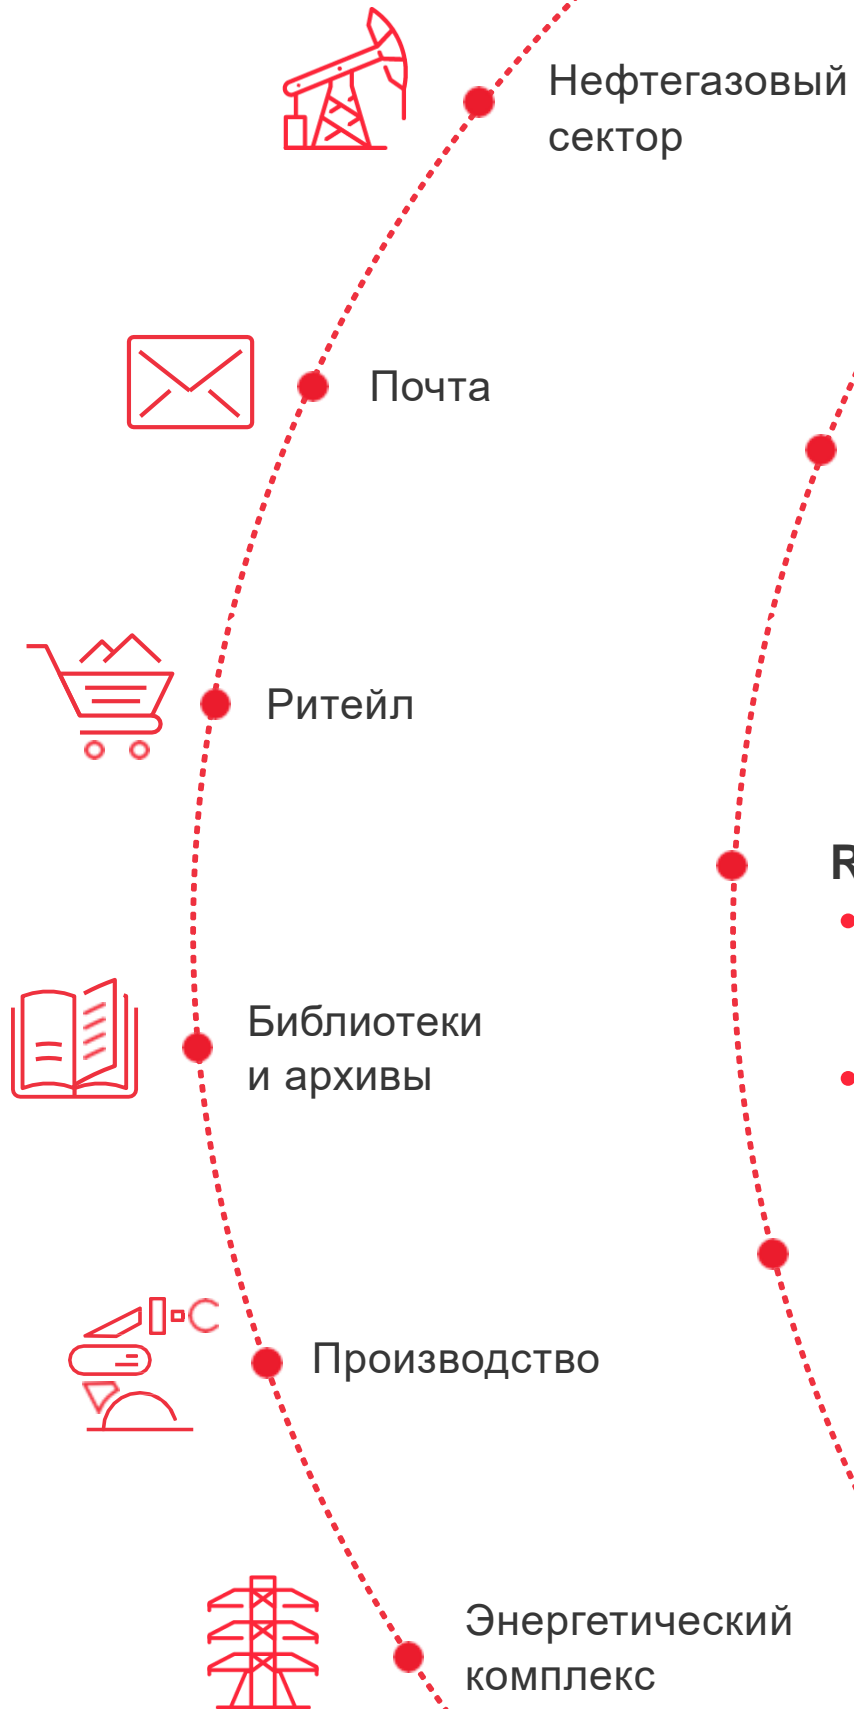 Нефтегазовый
сектор
Почта
Ритейл
Библиотеки
и архивы
Производство
Энергетический
комплекс